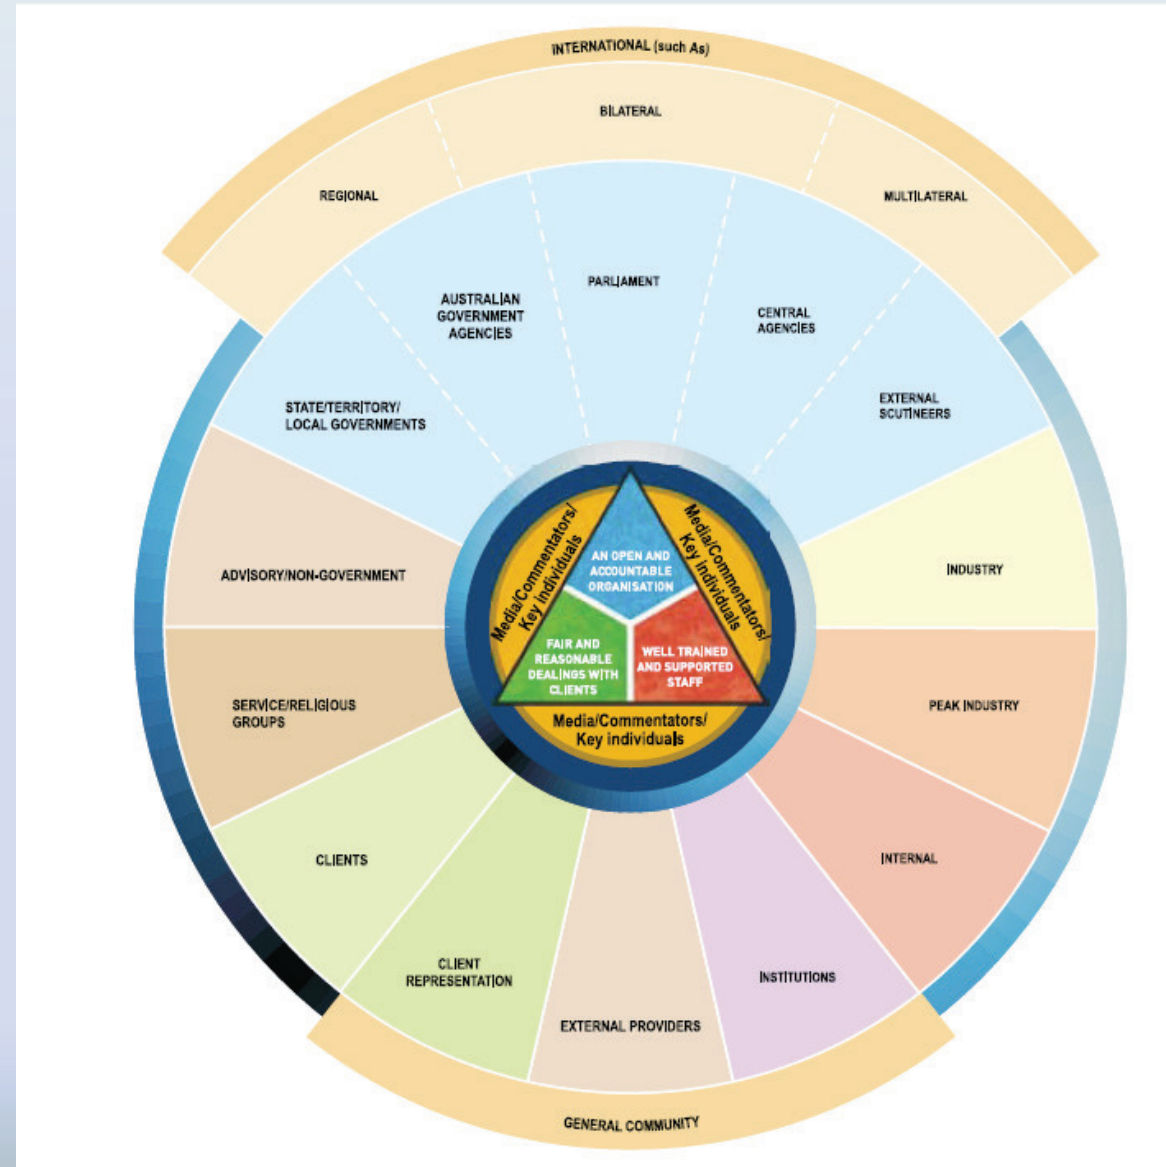 INTERNATIONAL (such As)
BILATERAL
REGIONAL
MULTILATERAL
PARLIAMENT
AUSTRALIAN
GOVERNMENT
AGENCIES
CENTRAL
AGENCIES
STATE/TERRITORY/
LOCAL GOVERNMENTS
EXTERNAL
SCUTINEERS
ADVISORY/NON-GOVERNMENT
INDUSTRY
Media/Commentators/
Key individuals
Media/Commentators/
Key individuals
AN OPEN AND
ACCOUNTABLE
ORGANISATION
FAIR AND
REASONABLE
DEALINGS WITH
CLIENTS
WELL TRAINED
AND SUPPORTED
STAFF
Media/Commentators/
Key individuals
SERVICE/RELIGIOUS
GROUPS
PEAK INDUSTRY
CLIENTS
INTERNAL
CLIENT
REPRESENTATION
INSTITUTIONS
EXTERNAL PROVIDERS
GENERAL COMMUNITY